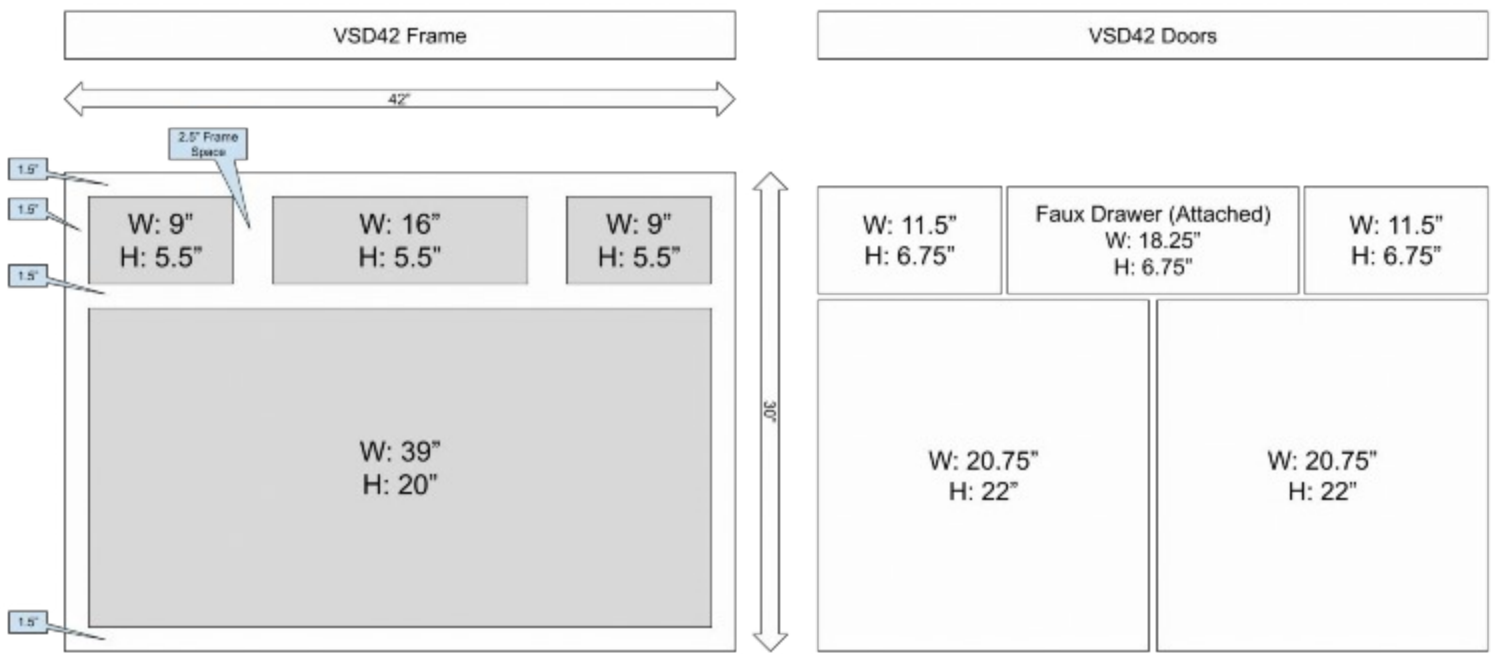 VSD42 Frame
VSD42 Doors
42”
2.5” Frame
Space
1.5”
1.5”
W: 9”
H: 5.5”
W: 16”
H: 5.5”
W: 9”
H: 5.5”
1.5”
W: 39”
H: 20”
1.5”
30”
W: 11.5”
H: 6.75”
Faux Drawer (Attached)
W: 18.25”
H: 6.75”
W: 11.5”
H: 6.75”
W: 20.75”
H: 22”
W: 20.75”
H: 22”